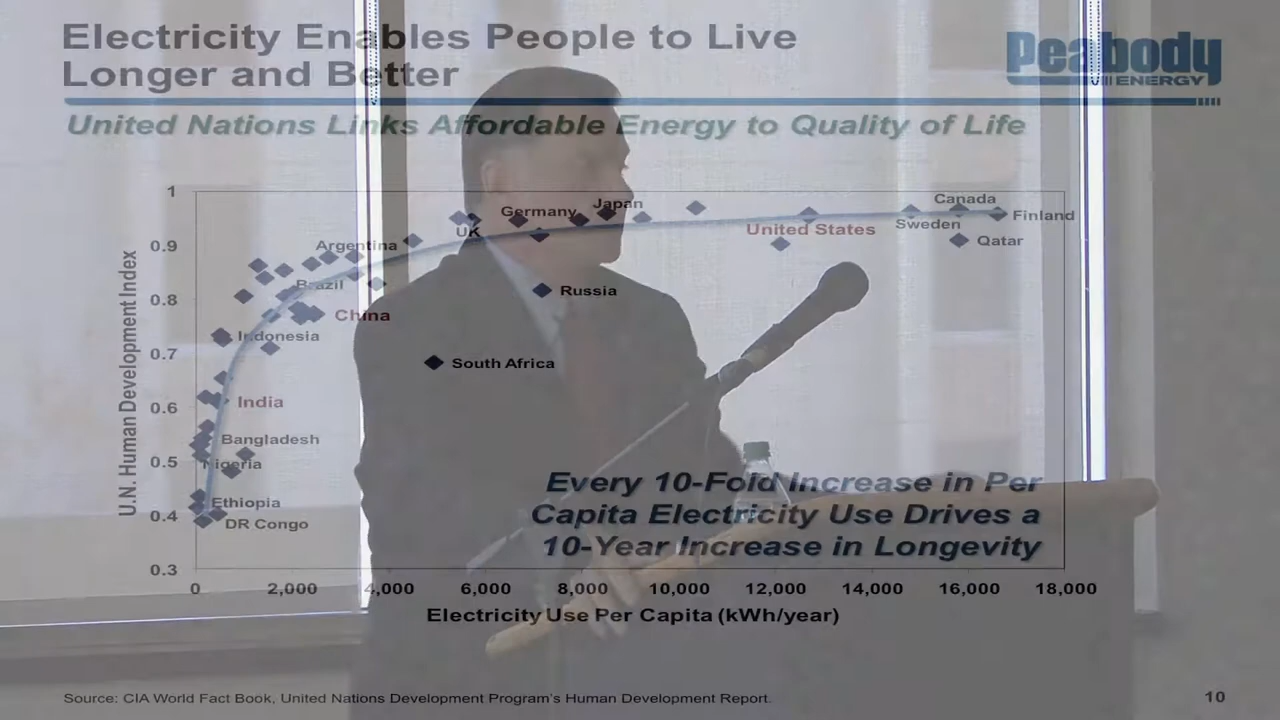 Electricity Enables People to Live
Longer and Better
Peabody
ENERGY
United Nations Links Affordable Energy to Quality of Life
U.N. Human Development Index
1
0.9
0.8
0.7
0.6
0.5
0.4
0.3
Canada
Japan
Germany
Finland
Sweden
United States
UK
Qatar
Argentina
Brazil
Russia
China
Indonesia
South Africa
India
Bangladesh
Nigeria
Ethiopia
DR Congo
Every 10-Fold Increase in Per
Capita Electricity Use Drives a
10-Year Increase in Longevity
0 2,000 4,000 6,000 8,000 10,000 12,000 14,000 16,000 18,000
Electricity Use Per Capita (kWh/year)
Source: CIA World Fact Book, United Nations Development Program's Human Development Report.
10